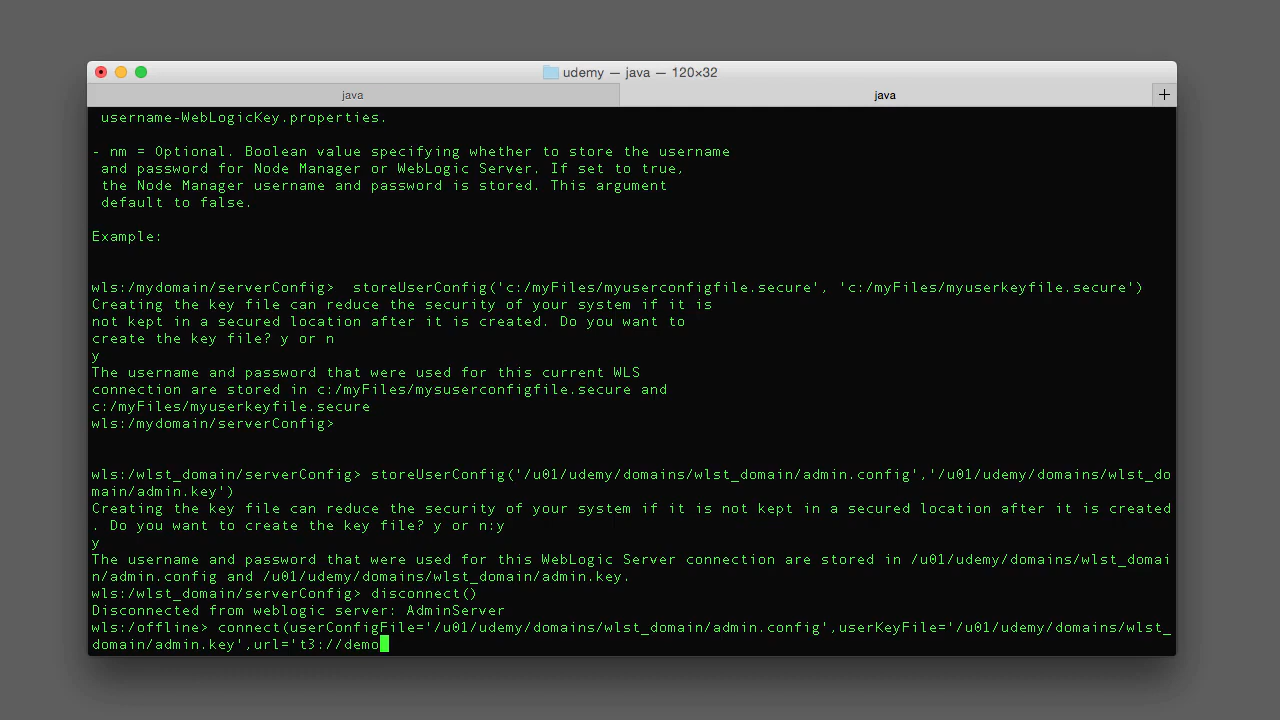 udemy — java — 120×32
java
java
+
username-WebLogicKey.properties.
- nm = Optional. Boolean value specifying whether to store the username
and password for Node Manager or WebLogic Server. If set to true,
the Node Manager username and password is stored. This argument
default to false.
Example:
wls:/mydomain/serverConfig>  storeUserConfig('c:/myFiles/myuserconfigfile.secure', 'c:/myFiles/myuserkeyfile.secure')
Creating the key file can reduce the security of your system if it is
not kept in a secured location after it is created. Do you want to
create the key file? y or n
y
The username and password that were used for this current WLS
connection are stored in c:/myFiles/mysuserconfigfile.secure and
c:/myFiles/myuserkeyfile.secure
wls:/mydomain/serverConfig>
wls:/wlst_domain/serverConfig> storeUserConfig('/u01/udemy/domains/wlst_domain/admin.config','/u01/udemy/domains/wlst_do
main/admin.key')
Creating the key file can reduce the security of your system if it is not kept in a secured location after it is created
. Do you want to create the key file? y or n:y
y
The username and password that were used for this WebLogic Server connection are stored in /u01/udemy/domains/wlst_domai
n/admin.config and /u01/udemy/domains/wlst_domain/admin.key.
wls:/wlst_domain/serverConfig> disconnect()
Disconnected from weblogic server: AdminServer
wls:/offline> connect(userConfigFile='/u01/udemy/domains/wlst_domain/admin.config',userKeyFile='/u01/udemy/domains/wlst_
domain/admin.key',url='t3://demo